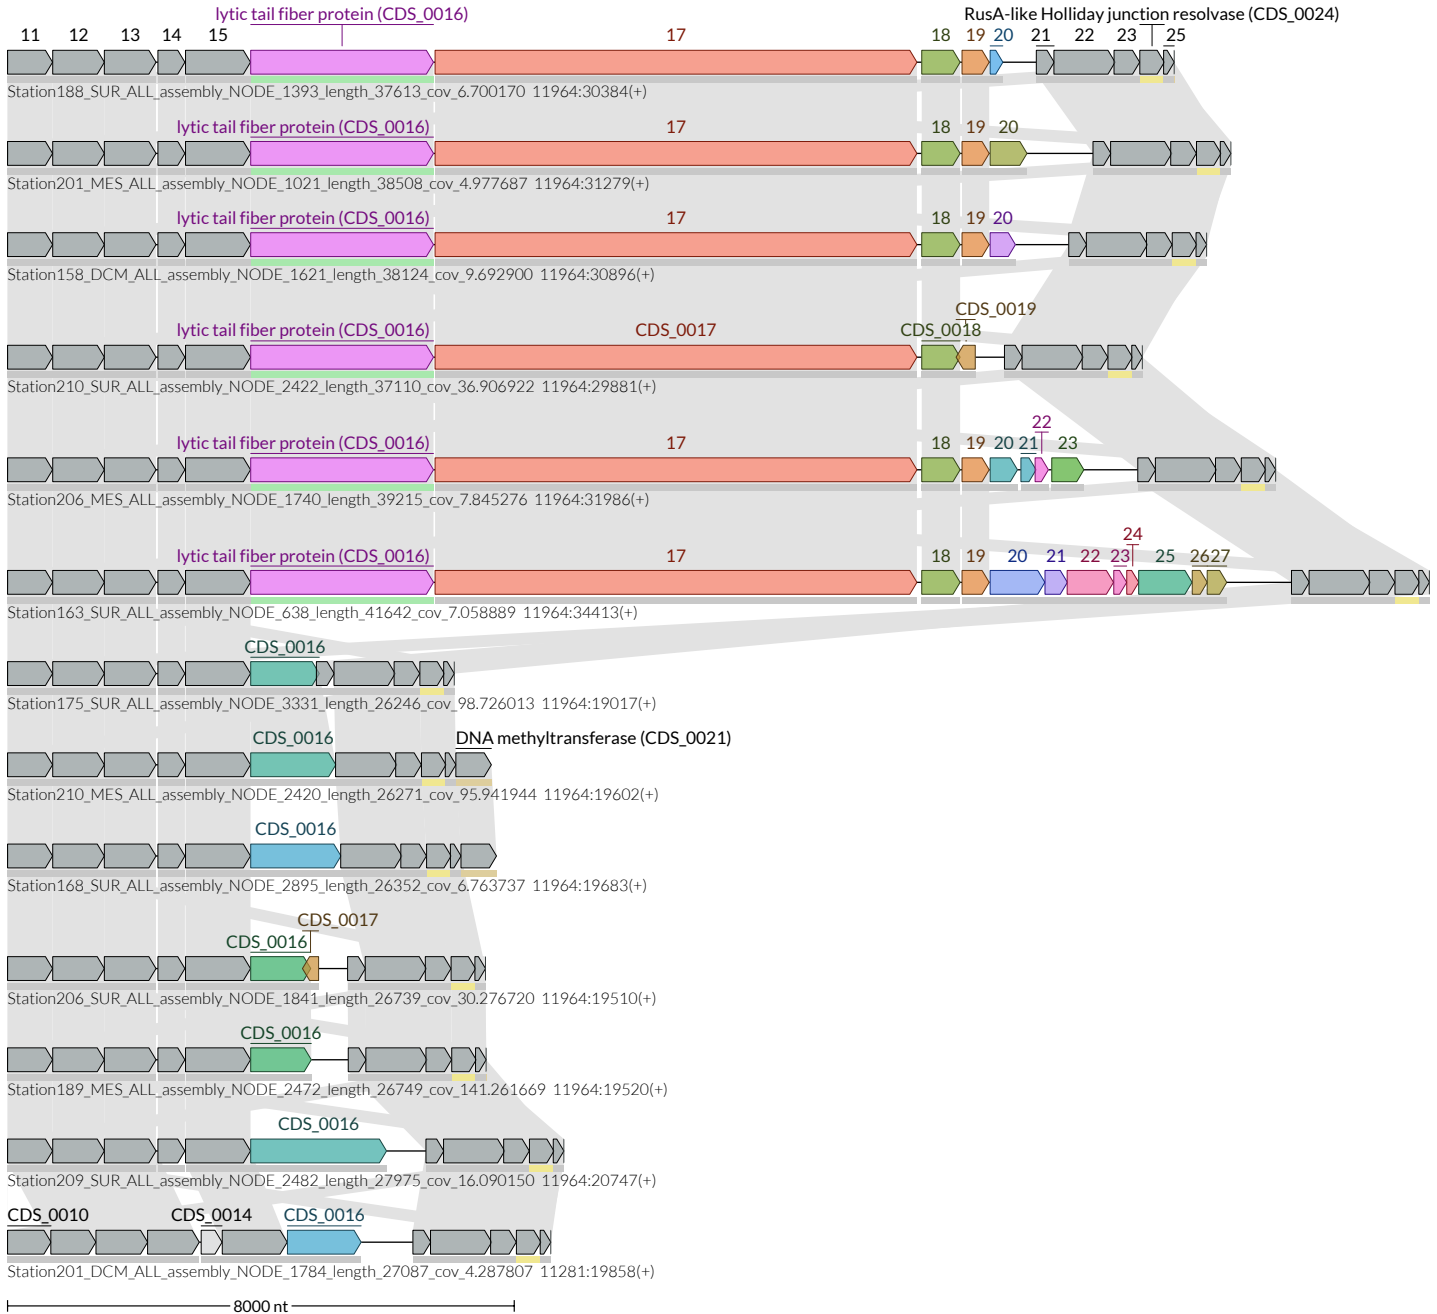 lytic tail fiber protein (CDS_0016) RusA-like Holliday junction resolvase (CDS_0024)
11 12 13 14 15 17 18 19 20 21 22 23 25
Station188_SUR_ALL_assembly_NODE_1393_length_37613_cov_6.700170 11964:30384(+)
lytic tail fiber protein (CDS_0016) 17 18 19 20
Station201_MES_ALL_assembly_NODE_1021_length_38508_cov_4.977687 11964:31279(+)
lytic tail fiber protein (CDS_0016) 17 18 19 20
Station158_DCM_ALL_assembly_NODE_1621_length_38124_cov_9.692900 11964:30896(+)
CDS_0019
lytic tail fiber protein (CDS_0016) CDS_0017 CDS_0018
Station210_SUR_ALL_assembly_NODE_2422_length_37110_cov_36.906922 11964:29881(+)
22
lytic tail fiber protein (CDS_0016) 17 18 19 20 21 23
Station206_MES_ALL_assembly_NODE_1740_length_39215_cov_7.845276 11964:31986(+)
24
lytic tail fiber protein (CDS_0016) 17 18 19 20 21 22 23 25 26 27
Station163_SUR_ALL_assembly_NODE_638_length_41642_cov_7.058889 11964:34413(+)
CDS_0016
Station175_SUR_ALL_assembly_NODE_3331_length_26246_cov_98.726013 11964:19017(+)
CDS_0016 DNA methyltransferase (CDS_0021)
Station210_MES_ALL_assembly_NODE_2420_length_26271_cov_95.941944 11964:19602(+)
CDS_0016
Station168_SUR_ALL_assembly_NODE_2895_length_26352_cov_6.763737 11964:19683(+)
CDS_0017
CDS_0016
Station206_SUR_ALL_assembly_NODE_1841_length_26739_cov_30.276720 11964:19510(+)
CDS_0016
Station189_MES_ALL_assembly_NODE_2472_length_26749_cov_141.261669 11964:19520(+)
CDS_0016
Station209_SUR_ALL_assembly_NODE_2482_length_27975_cov_16.090150 11964:20747(+)
CDS_0010 CDS_0014 CDS_0016
Station201_DCM_ALL_assembly_NODE_1784_length_27087_cov_4.287807 11281:19858(+)
8000 nt